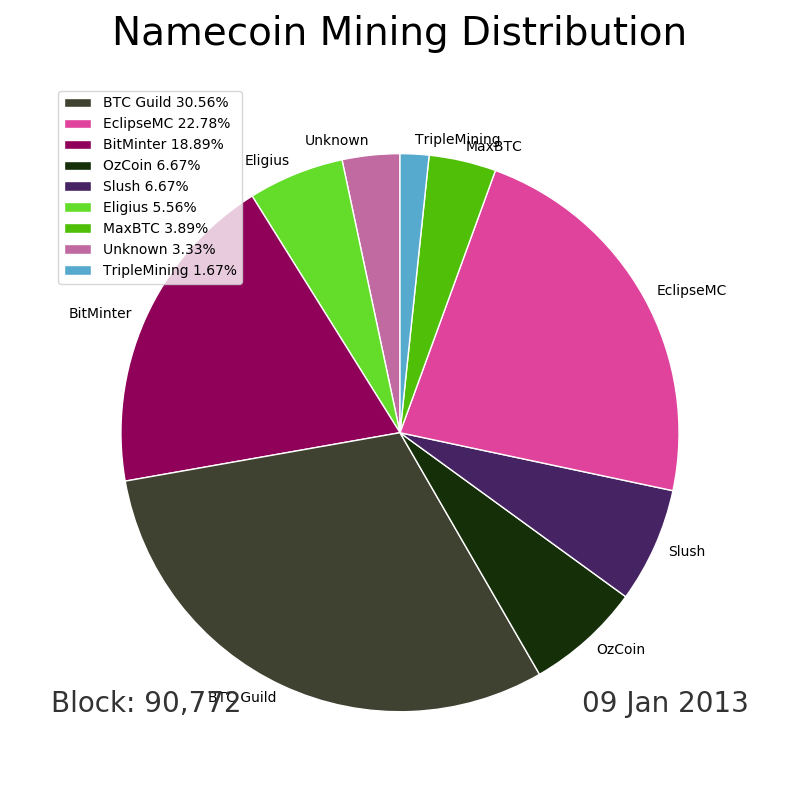 Namecoin Mining Distribution
BTC Guild 30.56%
EclipseMC 22.78%
BitMinter 18.89%
OzCoin 6.67%
Slush 6.67%
Eligius 5.56%
MaxBTC 3.89%
Unknown 3.33%
TripleMining 1.67%
Unknown
TripleMining
MaxBTC
Eligius
EclipseMC
BitMinter
Slush
OzCoin
BTC Guild
Block: 90,772
09 Jan 2013